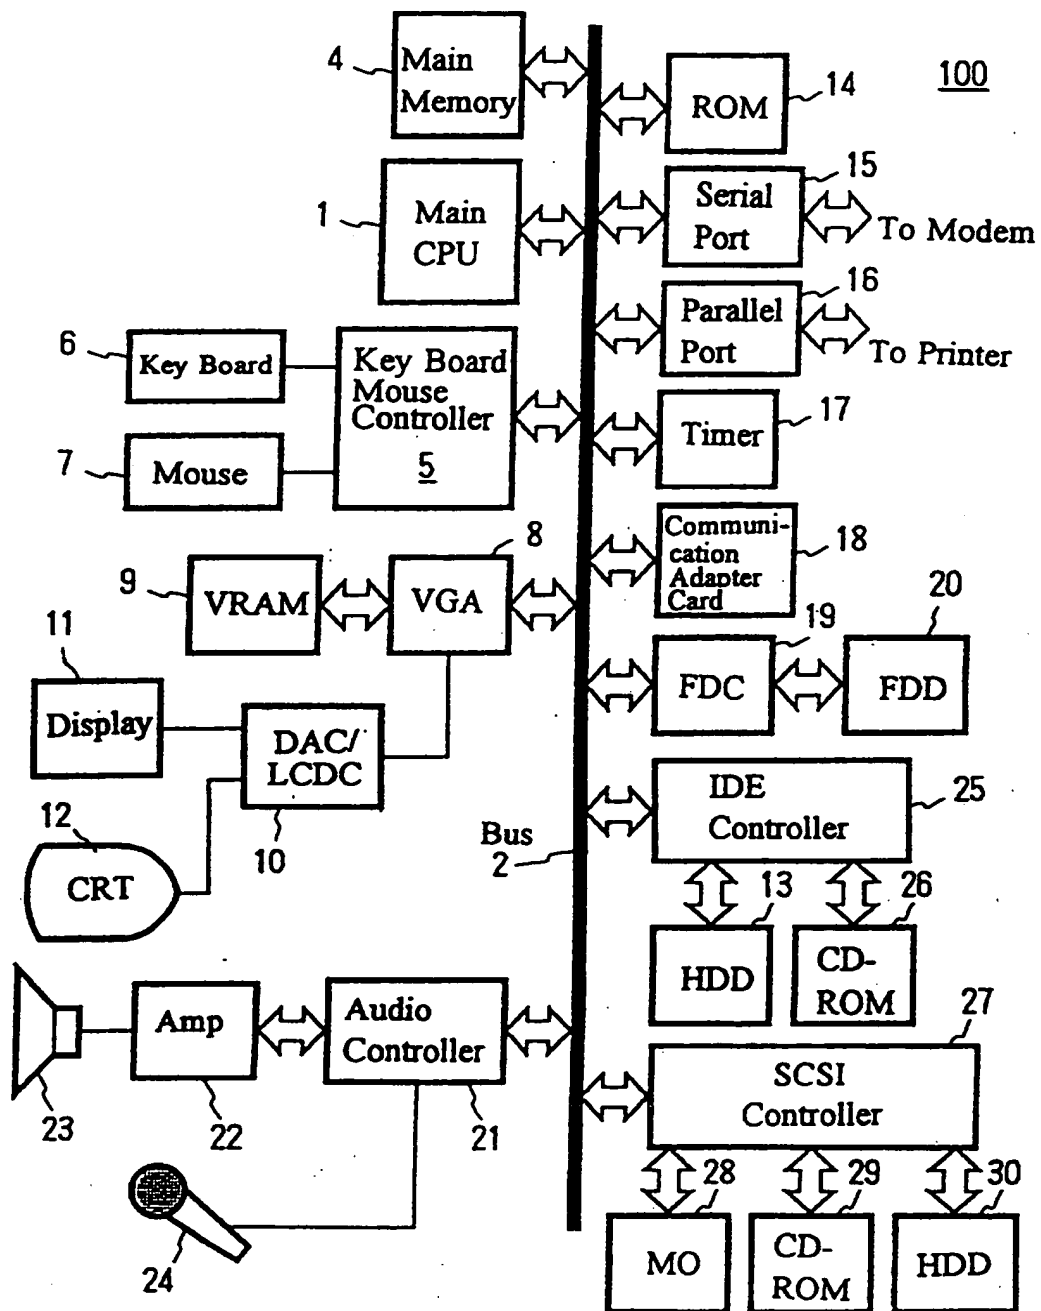 4
Main
Memory
14
ROM
100
1
Main
CPU
15
Serial
Port
To Modem
16
Parallel
Port
To Printer
6
Key Board
7
Mouse
Key Board
Mouse
Controller
5
17
Timer
18
Communi-
cation
Adapter
Card
9
VRAM
8
VGA
19
FDC
20
FDD
11
Display
DAC/
LCDC
10
12
CRT
Bus
2
25
IDE
Controller
13
HDD
26
CD-
ROM
23
Amp
22
Audio
Controller
21
24
27
SCSI
Controller
28
MO
29
CD-
ROM
30
HDD